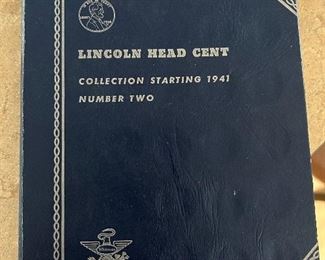 LINCOLN HEAD CENT
COLLECTION STARTING 1941
NUMBER TWO